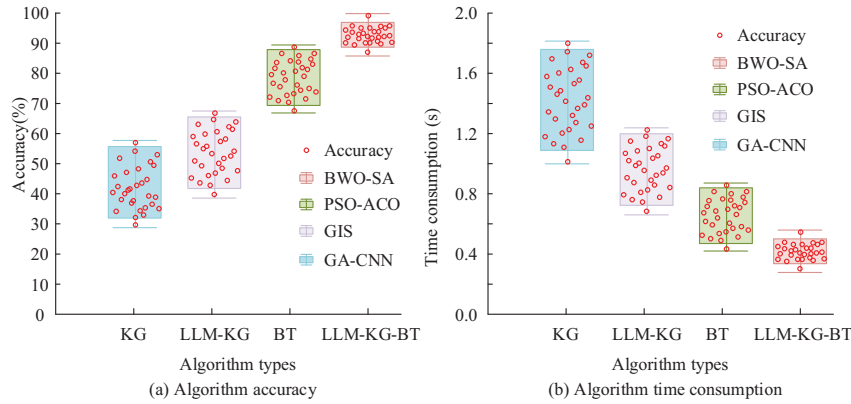 100
90
80
70
60
50
40
30
20
10
0
Accuracy(%)
Accuracy
BWO-SA
PSO-ACO
GIS
GA-CNN
KG LLM-KG BT LLM-KG-BT
Algorithm types
(a) Algorithm accuracy
2.0
1.6
1.2
0.8
0.4
0.0
Time consumption (s)
Accuracy
BWO-SA
PSO-ACO
GIS
GA-CNN
KG LLM-KG BT LLM-KG-BT
Algorithm types
(b) Algorithm time consumption